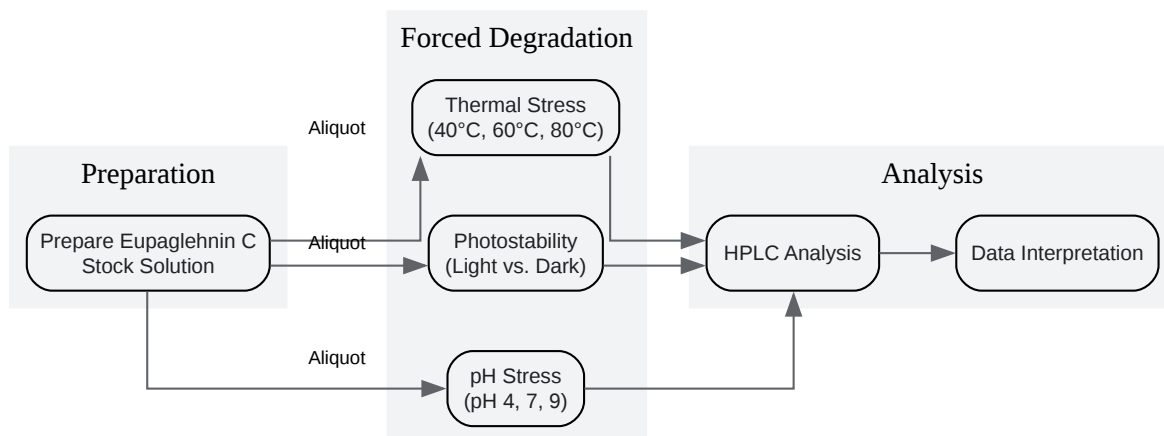 Forced Degradation
Thermal Stress
(40°C, 60°C, 80°C)
Aliquot
Preparation
Analysis
Prepare Eupaglehnin C
Stock Solution
Aliquot
Photostability
(Light vs. Dark)
HPLC Analysis
Data Interpretation
Aliquot
pH Stress
(pH 4, 7, 9)